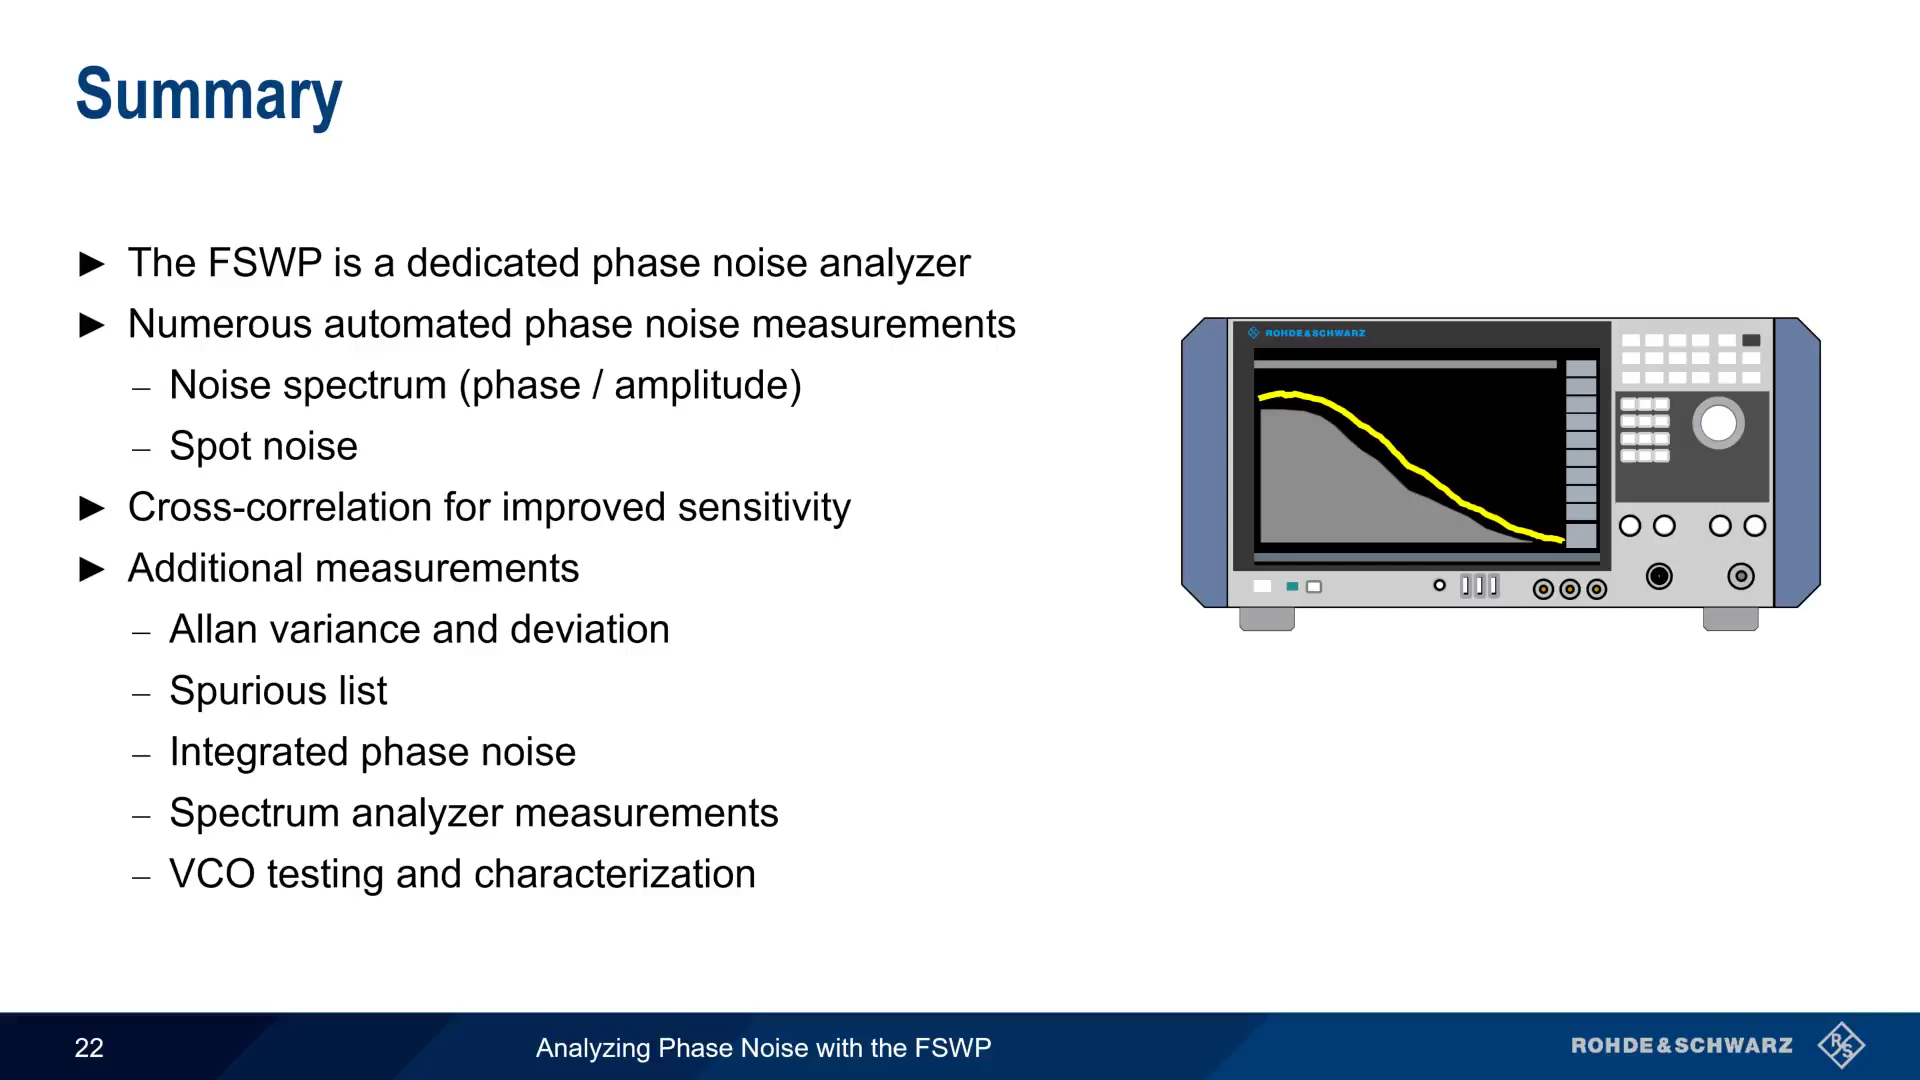 Summary
► The FSWP is a dedicated phase noise analyzer
► Numerous automated phase noise measurements
– Noise spectrum (phase / amplitude)
– Spot noise
► Cross-correlation for improved sensitivity
► Additional measurements
– Allan variance and deviation
– Spurious list
– Integrated phase noise
– Spectrum analyzer measurements
– VCO testing and characterization
ROHDE&SCHWARZ
22
Analyzing Phase Noise with the FSWP
ROHDE&SCHWARZ
R&S